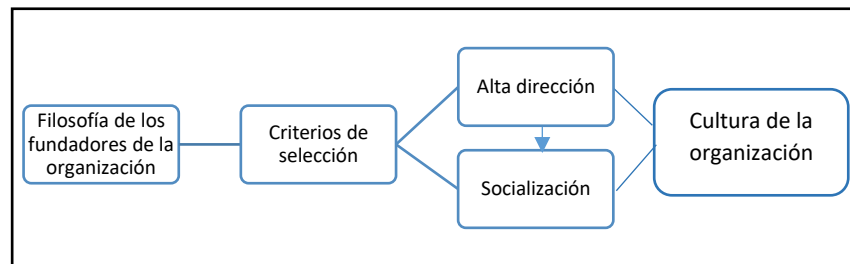 Filosofía de los
fundadores de la
organización
Criterios de
selección
Alta dirección
Socialización
Cultura de la
organización